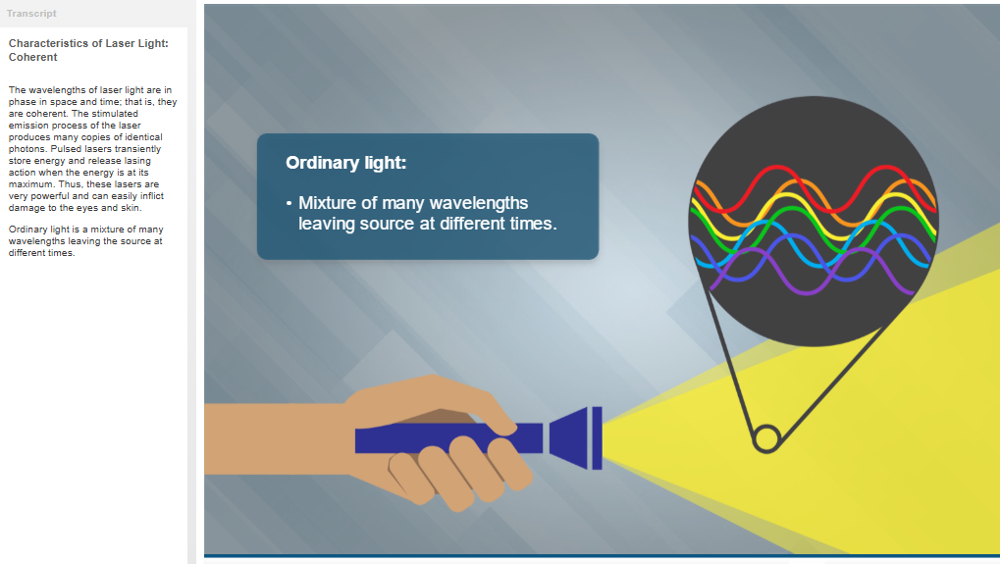 Transcript
Characteristics of Laser Light:
Coherent
The wavelengths of laser light are in
phase in space and time; that is, they
are coherent. The stimulated
emission process of the laser
produces many copies of identical
photons. Pulsed lasers transiently
store energy and release lasing
action when the energy is at its
maximum. Thus, these lasers are
very powerful and can easily inflict
damage to the eyes and skin.
Ordinary light is a mixture of many
wavelengths leaving the source at
different times.
Ordinary light:
• Mixture of many wavelengths
leaving source at different times.